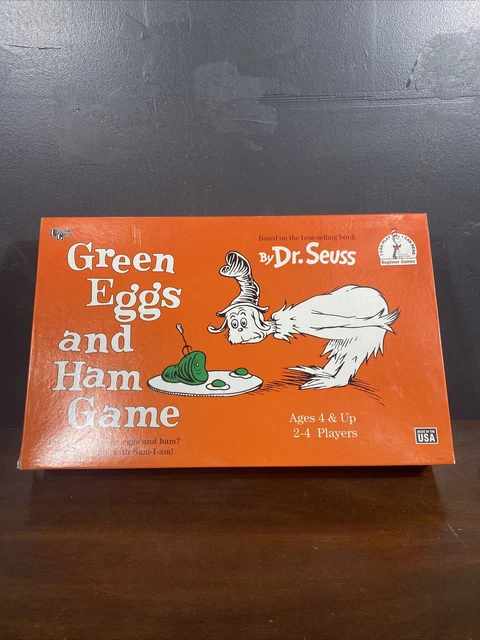 Green
Eggs
and
Ham
Game
Based on the best-selling book
By Dr. Seuss
Beginner Games
eggs and ham?
with Sam-I-am!
Ages 4 & Up
2-4 Players
MADE IN THE
USA